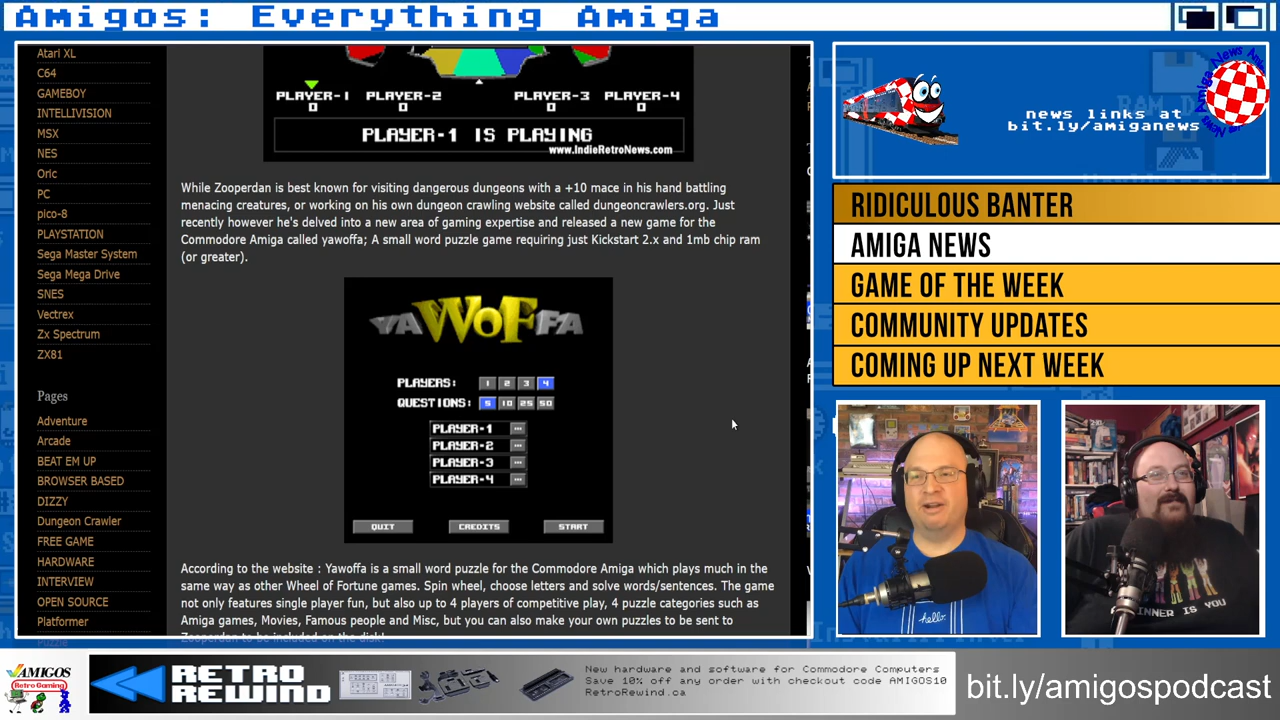 Amigos: Everything Amiga
Atari XL
C64
GAMEBOY
INTELLIVISION
MSX
NES
Oric
PC
pico-8
PLAYSTATION
Sega Master System
Sega Mega Drive
SNES
Vectrex
Zx Spectrum
ZX81
Pages
Adventure
Arcade
BEAT EM UP
BROWSER BASED
DIZZY
Dungeon Crawler
FREE GAME
HARDWARE
INTERVIEW
OPEN SOURCE
Platformer
PLAYER-1 PLAYER-2 PLAYER-3 PLAYER-4
0 0 0 0
PLAYER-1 IS PLAYING
www.IndieRetroNews.com
While Zooperdan is best known for visiting dangerous dungeons with a +10 mace in his hand battling
menacing creatures, or working on his own dungeon crawling website called dungeoncrawlers.org. Just
recently however he's delved into a new area of gaming expertise and released a new game for the
Commodore Amiga called yawoffa; A small word puzzle game requiring just Kickstart 2.x and 1mb chip ram
(or greater).
YAWOFFA
PLAYERS: 1 2 3 4
QUESTIONS: 5 10 25 50
PLAYER-1 ...
PLAYER-2 ...
PLAYER-3 ...
PLAYER-4 ...
QUIT CREDITS START
According to the website : Yawoffa is a small word puzzle for the Commodore Amiga which plays much in the
same way as other Wheel of Fortune games. Spin wheel, choose letters and solve words/sentences. The game
not only features single player fun, but also up to 4 players of competitive play, 4 puzzle categories such as
Amiga games, Movies, Famous people and Misc, but you can also make your own puzzles to be sent to
Zooperdan to be included on the disk!
news links at
bit.ly/amiganews
Amiga News
RIDICULOUS BANTER
AMIGA NEWS
GAME OF THE WEEK
COMMUNITY UPDATES
COMING UP NEXT WEEK
hello.
INNER IS YOU
AMIGOS
Retro Gaming
RETRO
REWIND
New hardware and software for Commodore Computers
Save 10% off any order with checkout code AMIGOS10
RetroRewind.ca
bit.ly/amigospodcast